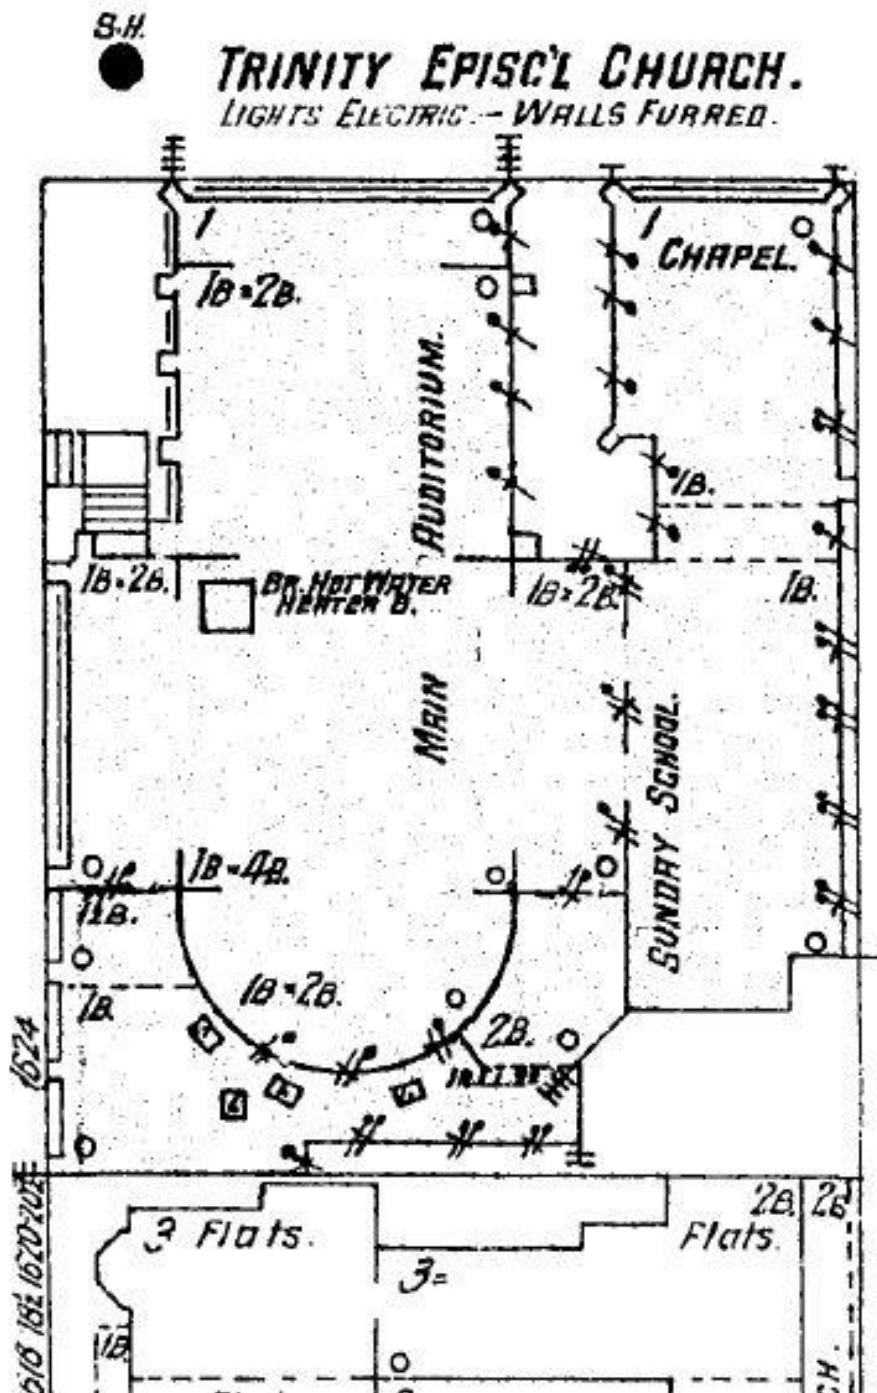 B.H.
TRINITY EPISC'L CHURCH.
LIGHTS ELECTRIC. - WALLS FURRED.
1
1
CHAPEL.
1B=2B.
AUDITORIUM.
1B.
1B=2B.
BR. HOT WATER
HEATER B.
1B=2B.
1B.
MAIN
SUNDAY SCHOOL.
1B=4B.
1½B.
1B=2B.
1B.
2B.
1624
3 Flats.
2B.
Flats.
3=
1B.